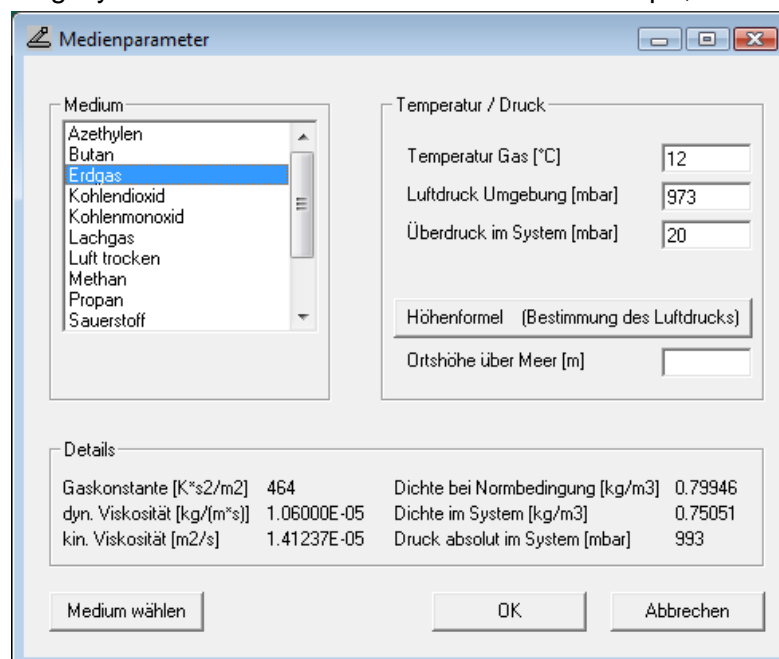 Medienparameter
Medium
Azethylen
Butan
Erdgas
Kohlendioxid
Kohlenmonoxid
Lachgas
Luft trocken
Methan
Propan
Sauerstoff
Temperatur / Druck
Temperatur Gas [°C] 12
Luftdruck Umgebung [mbar] 973
Überdruck im System [mbar] 20
Höhenformel (Bestimmung des Luftdrucks)
Ortshöhe über Meer [m]
Details
Gaskonstante [K*s2/m2] 464 Dichte bei Normbedingung [kg/m3] 0.79946
dyn. Viskosität [kg/(m*s)] 1.06000E-05 Dichte im System [kg/m3] 0.75051
kin. Viskosität [m2/s] 1.41237E-05 Druck absolut im System [mbar] 993
Medium wählen OK Abbrechen